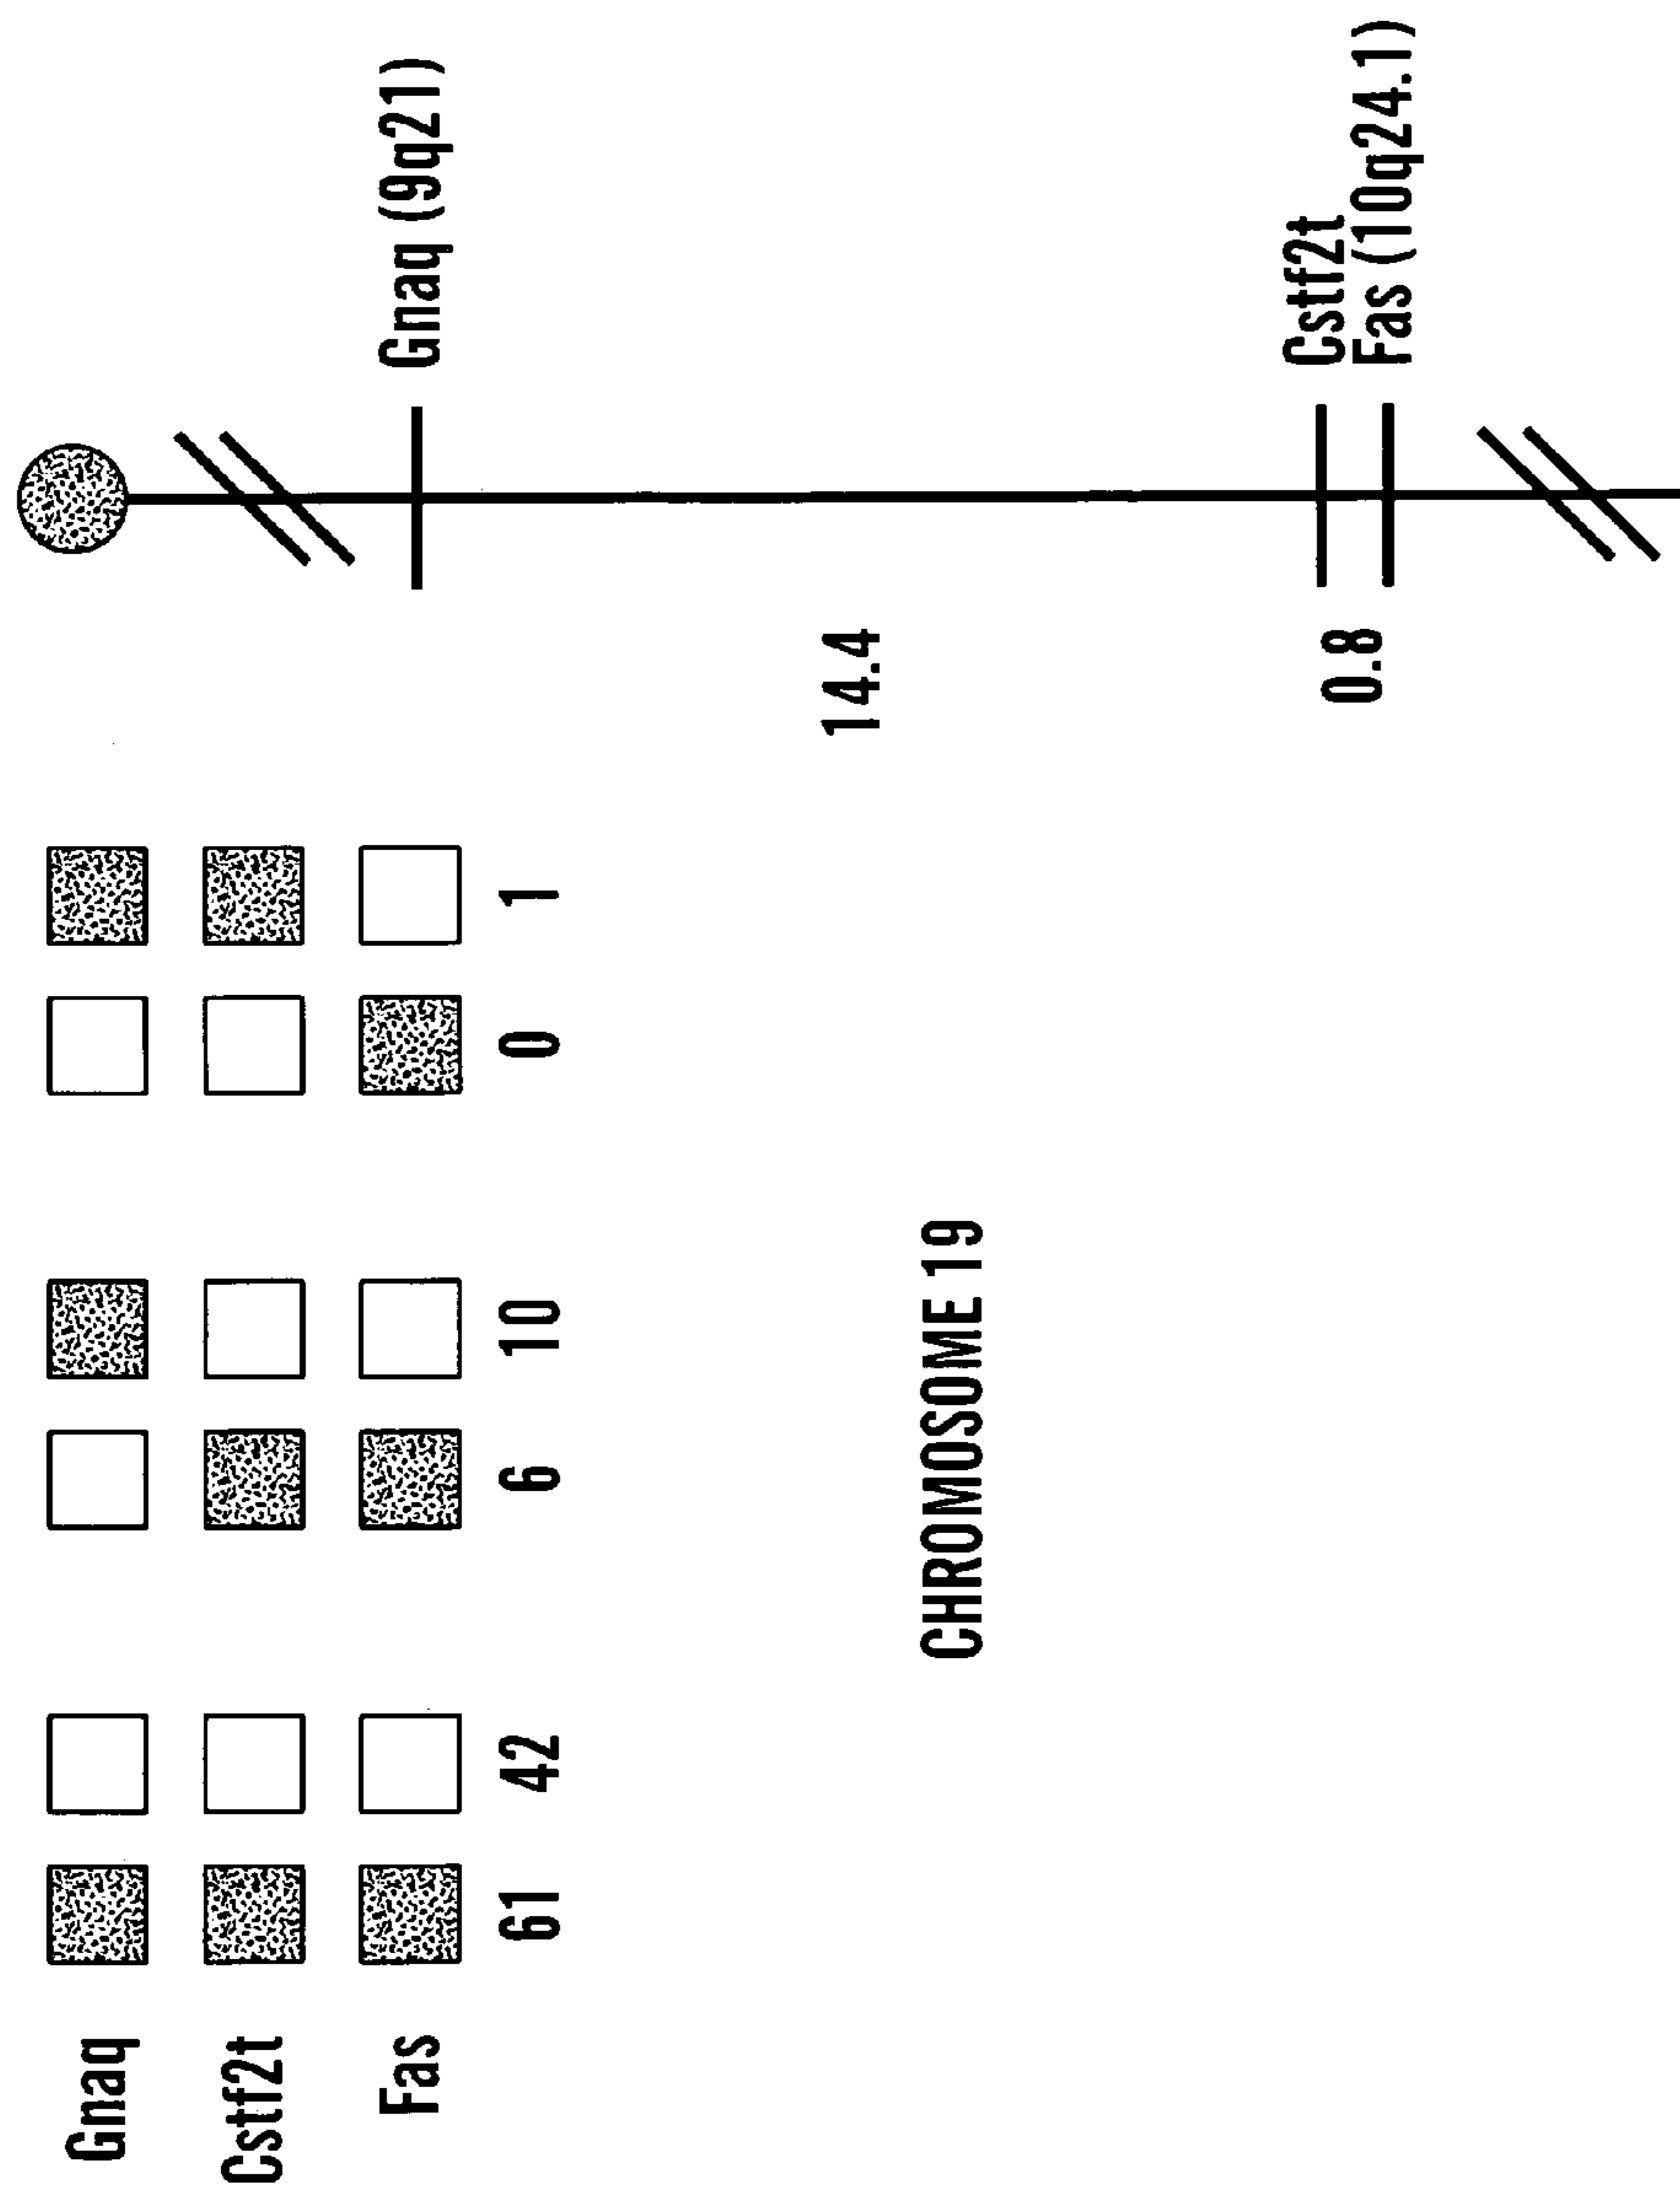 Gnaq
Cstf2t
Fas
61 42 6 10 0 1
CHROMOSOME 19
14.4
0.8
Gnaq (9q21)
Cstf2t
Fas (10q24.1)